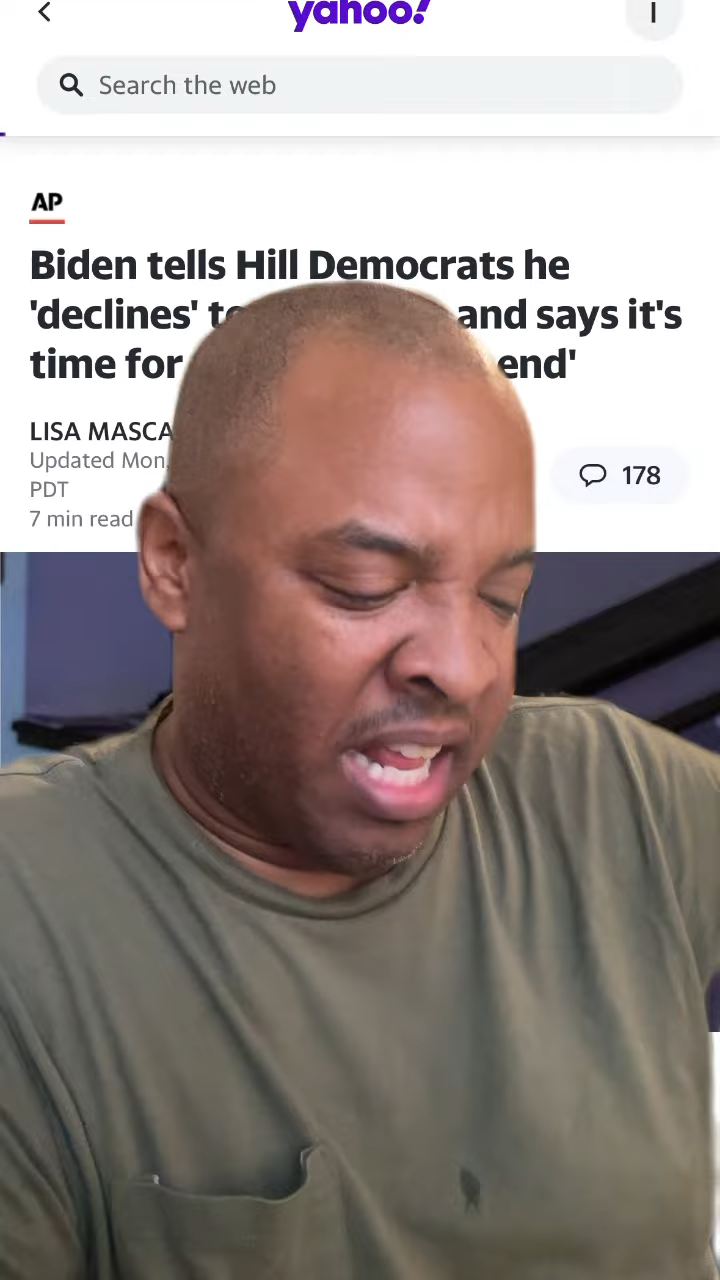 yahoo!
Search the web
AP
Biden tells Hill Democrats he
'declines' and says it's
time for end'
LISA
Updated Mon,
PDT
178
7 min read